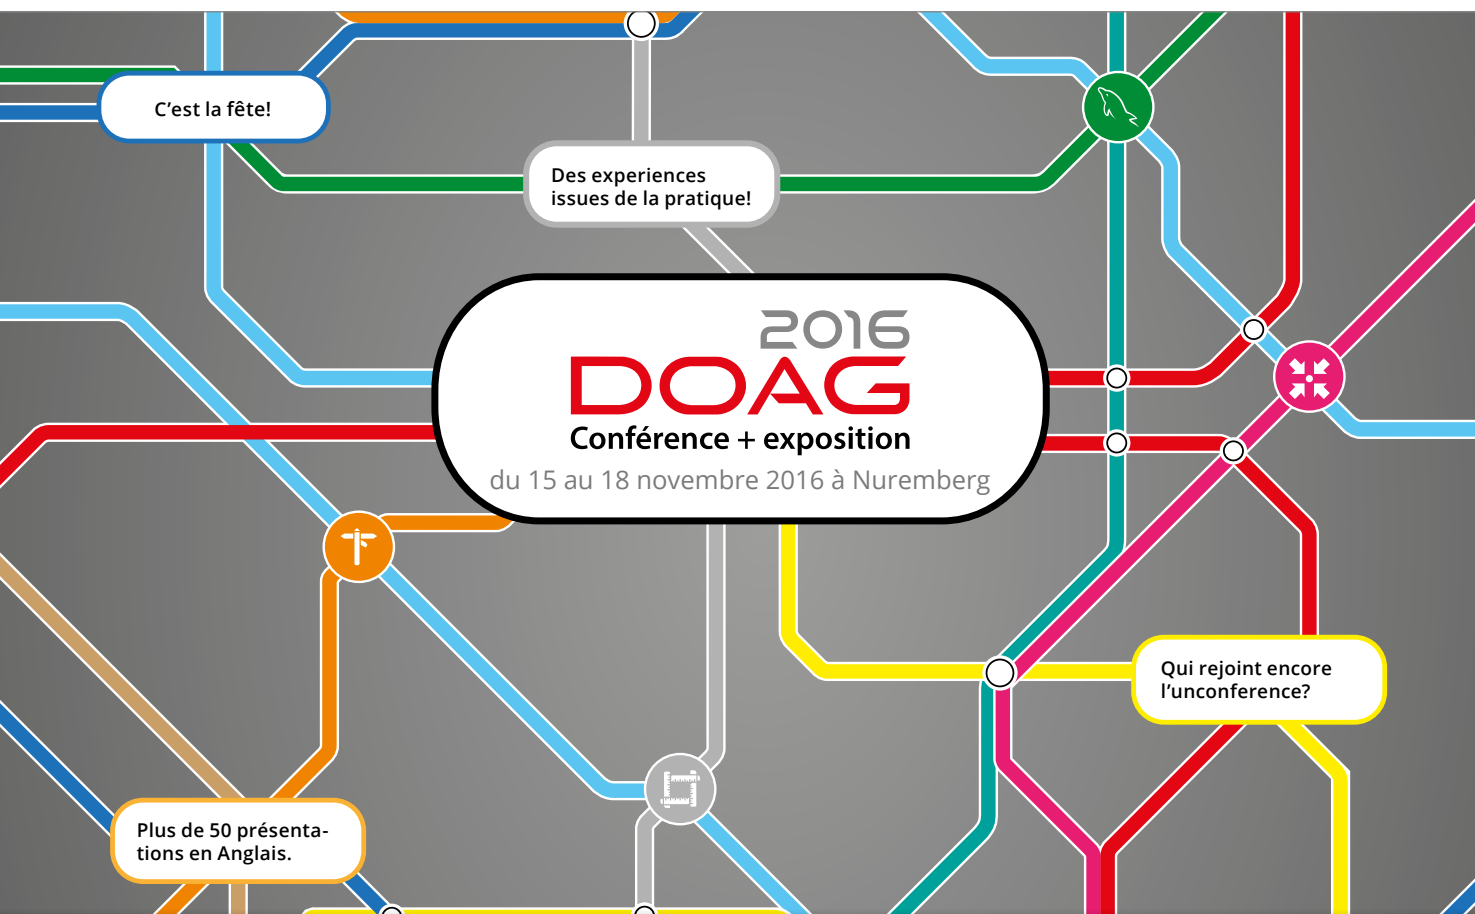 C'est la fête!
Des experiences
issues de la pratique!
2016
DOAG
Conférence + exposition
du 15 au 18 novembre 2016 à Nuremberg
Qui rejoint encore
l'unconference?
Plus de 50 présenta-
tions en Anglais.